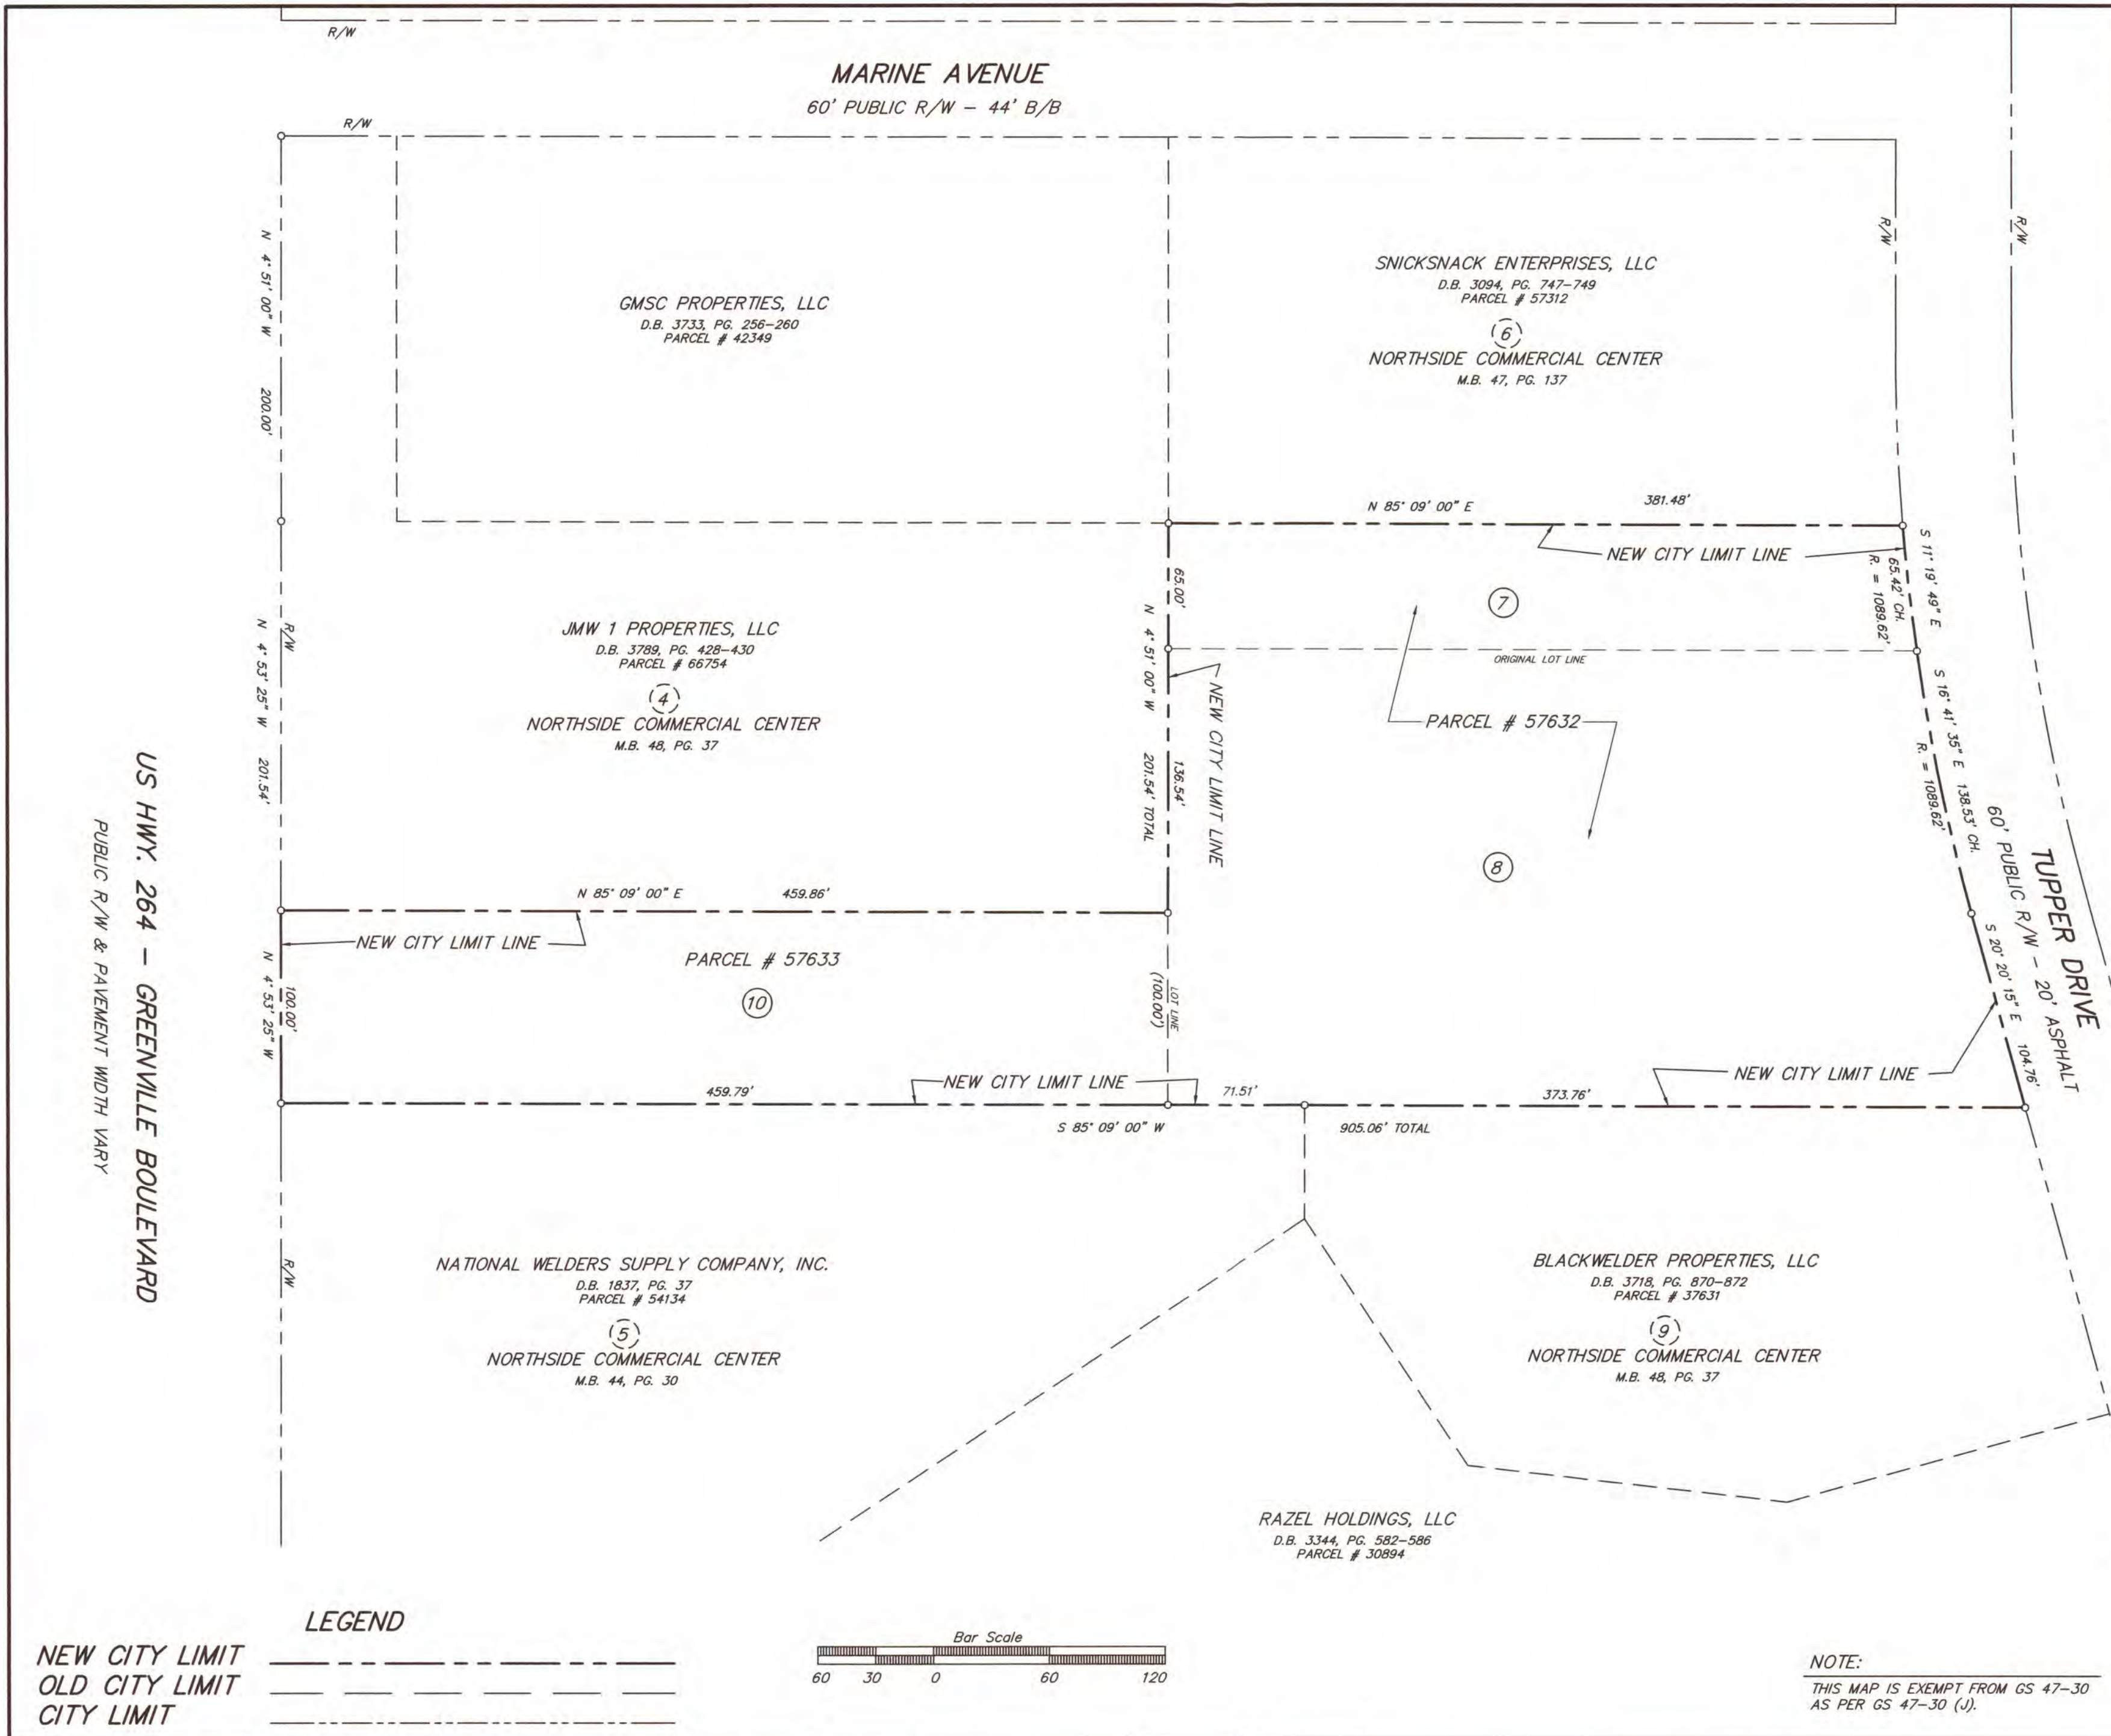 R/W
MARINE AVENUE
60' PUBLIC R/W – 44' B/B
R/W
N 4° 51' 00" W 200.00'
GMSC PROPERTIES, LLC
D.B. 3733, PG. 256–260
PARCEL # 42349
SNICKSNACK ENTERPRISES, LLC
D.B. 3094, PG. 747–749
PARCEL # 57312
6
NORTHSIDE COMMERCIAL CENTER
M.B. 47, PG. 137
R/W
R/W
N 85° 09' 00" E 381.48'
NEW CITY LIMIT LINE
S 11° 19' 49" E
65.42' CH.
R. = 1089.62'
7
ORIGINAL LOT LINE
65.00'
N 4° 51' 00" W 201.54' TOTAL
136.54'
NEW CITY LIMIT LINE
R/W
N 4° 53' 25" W 201.54'
JMW 1 PROPERTIES, LLC
D.B. 3789, PG. 428–430
PARCEL # 66754
4
NORTHSIDE COMMERCIAL CENTER
M.B. 48, PG. 37
PARCEL # 57632
S 16° 41' 35" E 138.53' CH.
R. = 1089.62'
8
TUPPER DRIVE
60' PUBLIC R/W – 20' ASPHALT
US HWY. 264 – GREENVILLE BOULEVARD
PUBLIC R/W & PAVEMENT WIDTH VARY
N 85° 09' 00" E 459.86'
NEW CITY LIMIT LINE
PARCEL # 57633
10
100.00'
N 4° 53' 25" W
LOT LINE
(100.00')
S 20° 20' 15" E 104.76'
NEW CITY LIMIT LINE
459.79'
NEW CITY LIMIT LINE
71.51'
373.76'
S 85° 09' 00" W 905.06' TOTAL
R/W
NATIONAL WELDERS SUPPLY COMPANY, INC.
D.B. 1837, PG. 37
PARCEL # 54134
5
NORTHSIDE COMMERCIAL CENTER
M.B. 44, PG. 30
BLACKWELDER PROPERTIES, LLC
D.B. 3718, PG. 870–872
PARCEL # 37631
9
NORTHSIDE COMMERCIAL CENTER
M.B. 48, PG. 37
RAZEL HOLDINGS, LLC
D.B. 3344, PG. 582–586
PARCEL # 30894
LEGEND
NEW CITY LIMIT
OLD CITY LIMIT
CITY LIMIT
Bar Scale
60 30 0 60 120
NOTE:
THIS MAP IS EXEMPT FROM GS 47–30
AS PER GS 47–30 (J).